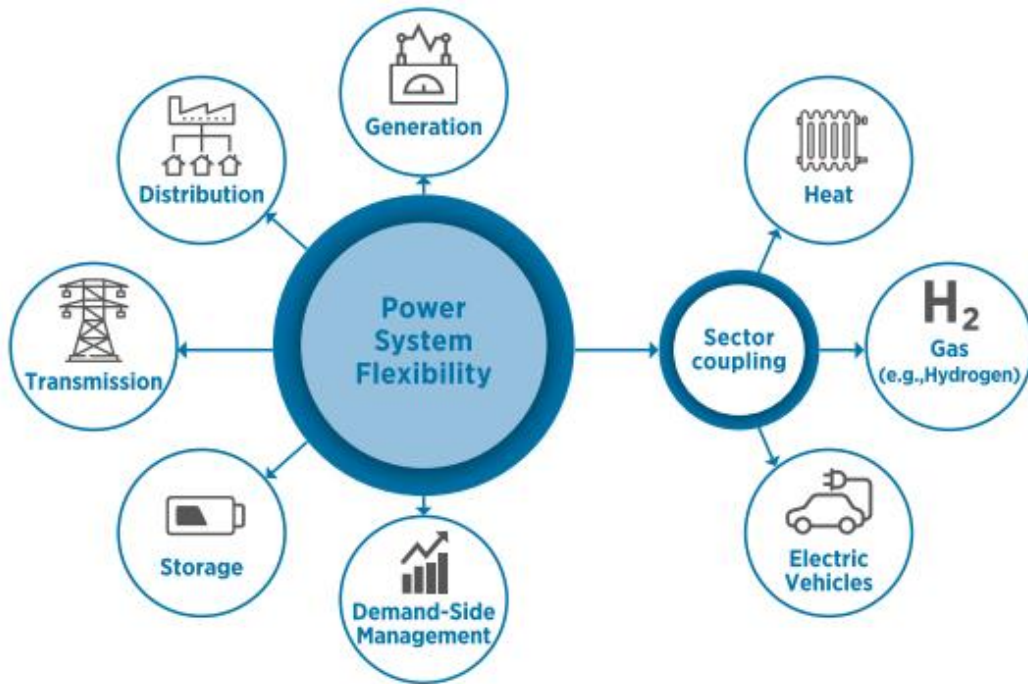 Generation
Distribution
Heat
Power
System
Flexibility
Sector
coupling
H2
Gas
(e.g.,Hydrogen)
Transmission
Storage
Demand-Side
Management
Electric
Vehicles